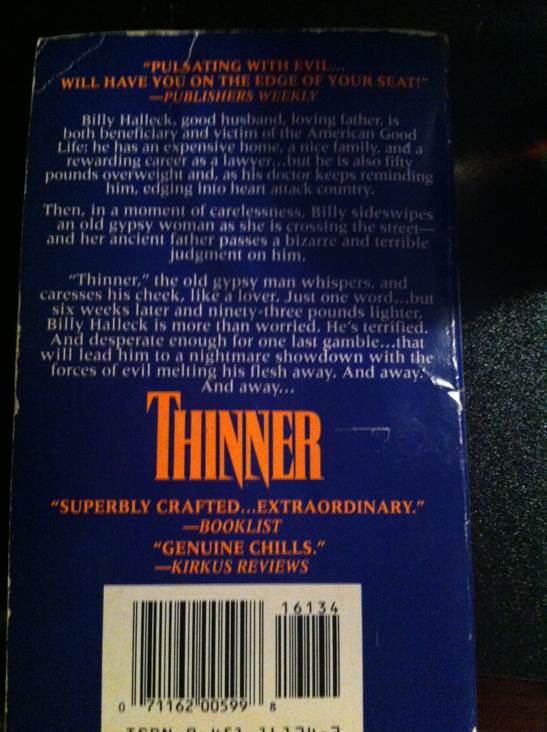 "PULSATING WITH EVIL...
WILL HAVE YOU ON THE EDGE OF YOUR SEAT!"
—PUBLISHERS WEEKLY
Billy Halleck, good husband, loving father, is
both beneficiary and victim of the American Good
Life: he has an expensive home, a nice family, and a
rewarding career as a lawyer...but he is also fifty
pounds overweight and, as his doctor keeps reminding
him, edging into heart attack country.
Then, in a moment of carelessness, Billy sideswipes
an old gypsy woman as she is crossing the street—
and her ancient father passes a bizarre and terrible
judgment on him.
"Thinner," the old gypsy man whispers, and
caresses his cheek, like a lover. Just one word...but
six weeks later and ninety-three pounds lighter,
Billy Halleck is more than worried. He's terrified.
And desperate enough for one last gamble...that
will lead him to a nightmare showdown with the
forces of evil melting his flesh away. And away.
And away...
THINNER
"SUPERBLY CRAFTED...EXTRAORDINARY."
—BOOKLIST
"GENUINE CHILLS."
—KIRKUS REVIEWS
16134
0 71162 00599 8